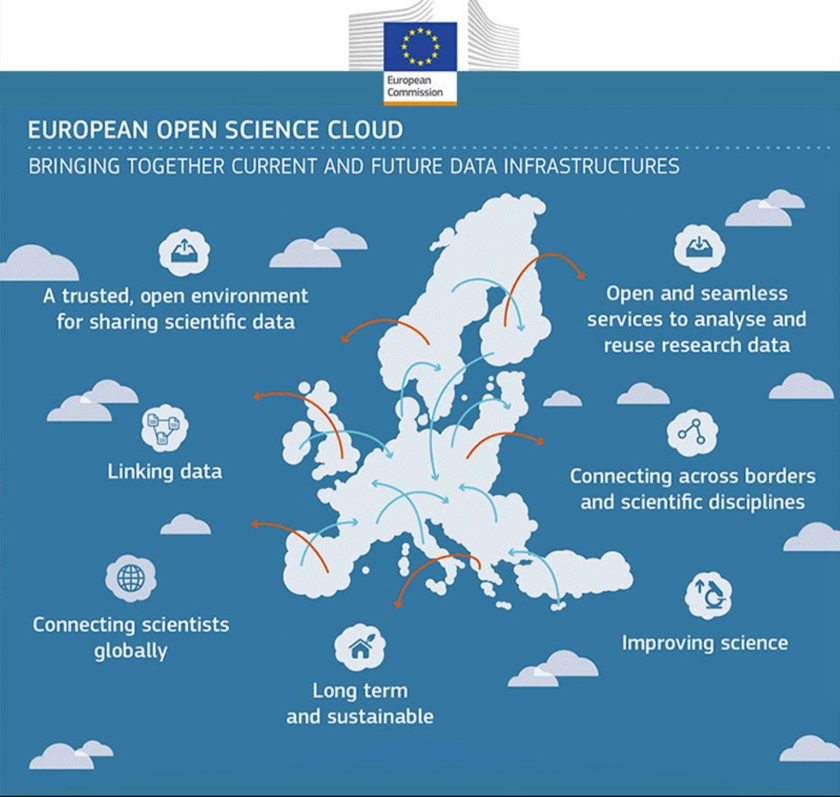 European
Commission
EUROPEAN OPEN SCIENCE CLOUD
BRINGING TOGETHER CURRENT AND FUTURE DATA INFRASTRUCTURES
A trusted, open environment
for sharing scientific data
Open and seamless
services to analyse and
reuse research data
Linking data
Connecting across borders
and scientific disciplines
Connecting scientists
globally
Improving science
Long term
and sustainable